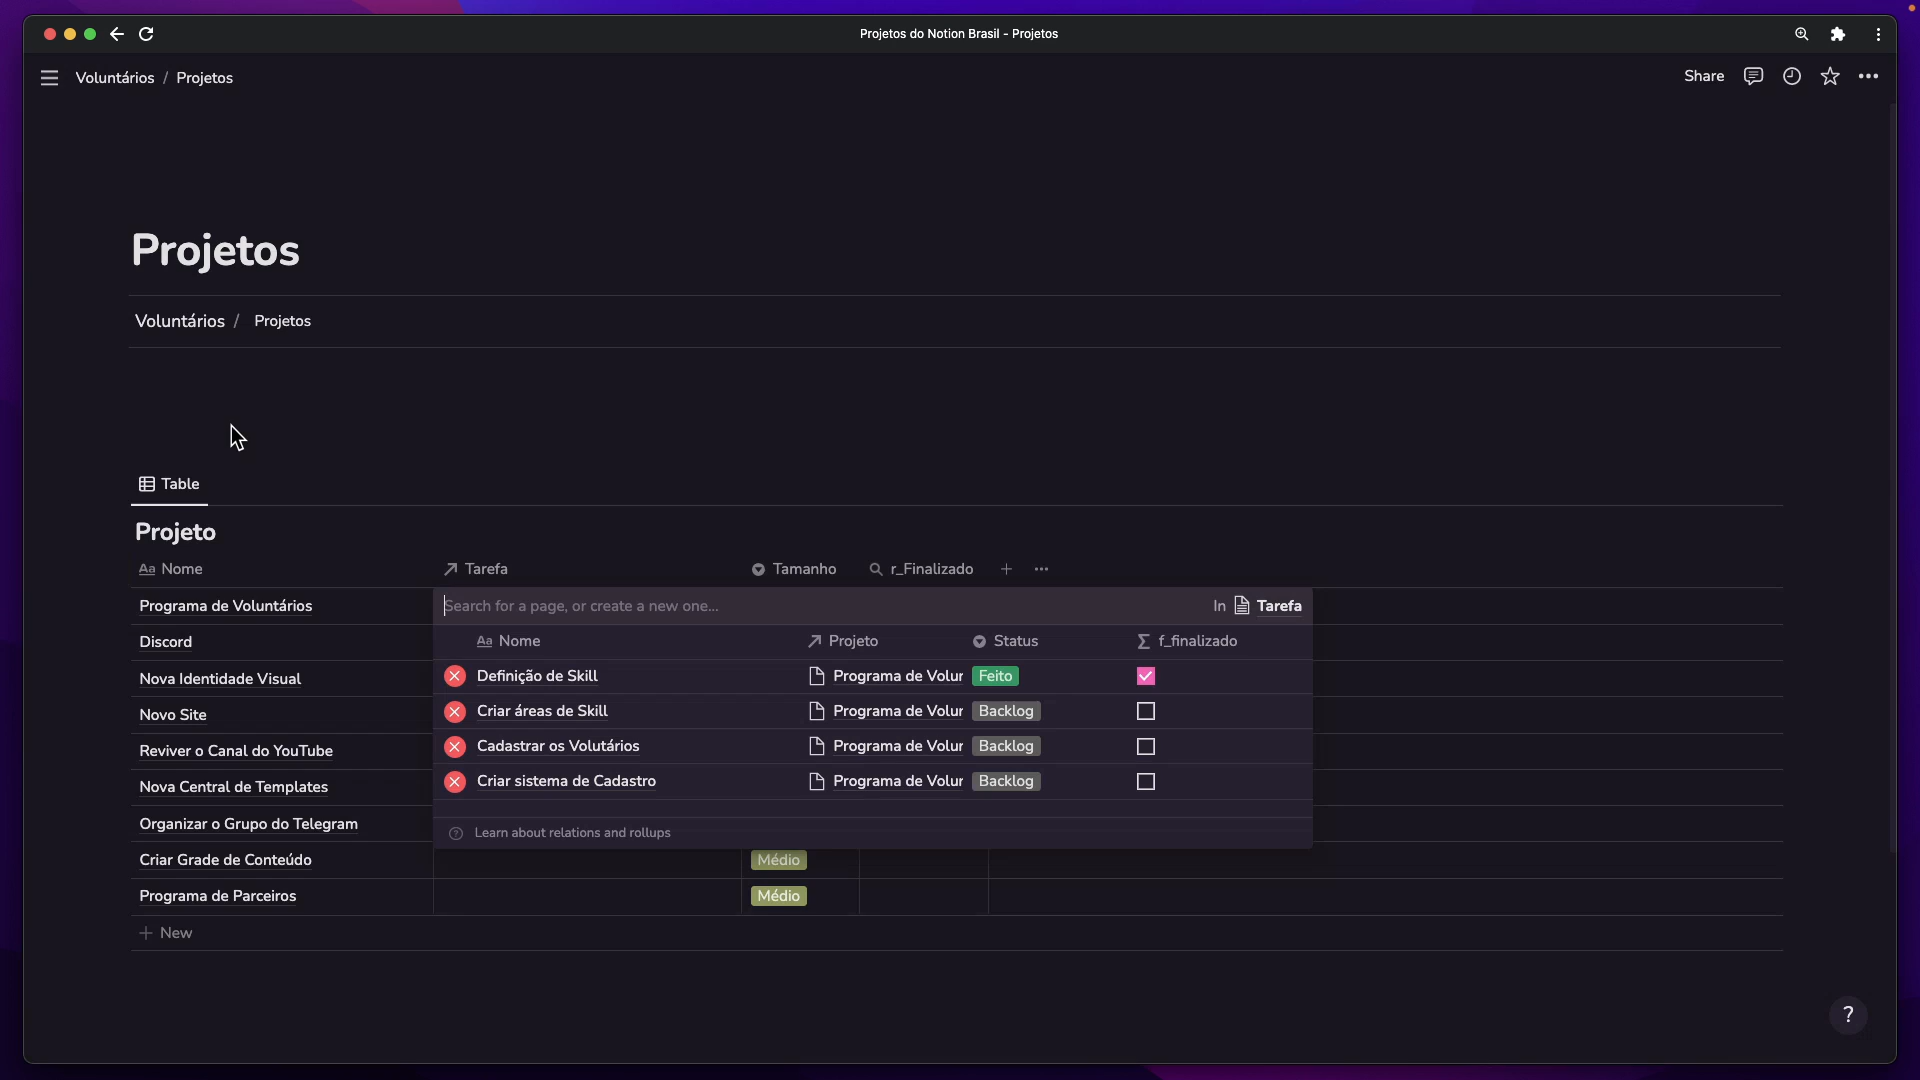 Projetos do Notion Brasil - Projetos
Voluntários / Projetos
Share
Projetos
Voluntários / Projetos
Table
Projeto
Aa Nome Tarefa Tamanho r_Finalizado
Programa de Voluntários
Search for a page, or create a new one... In Tarefa
Discord
Aa Nome Projeto Status Σ f_finalizado
Nova Identidade Visual
Definição de Skill Programa de Volur Feito
Novo Site
Criar áreas de Skill Programa de Volur Backlog
Reviver o Canal do YouTube
Cadastrar os Volutários Programa de Volur Backlog
Nova Central de Templates
Criar sistema de Cadastro Programa de Volur Backlog
Organizar o Grupo do Telegram
Learn about relations and rollups
Criar Grade de Conteúdo Médio
Programa de Parceiros Médio
+ New
?